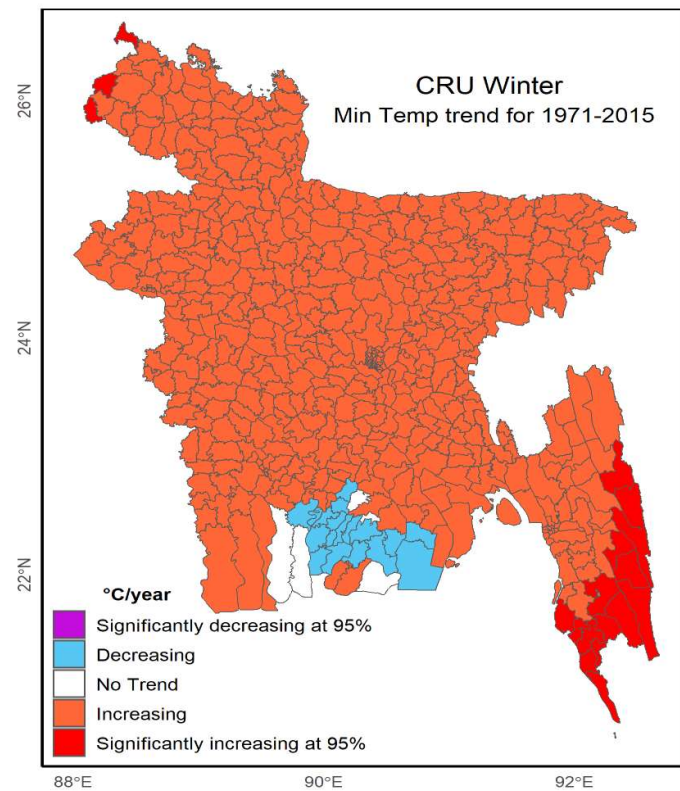 CRU Winter
Min Temp trend for 1971-2015
26°N
24°N
22°N
°C/year
Significantly decreasing at 95%
Decreasing
No Trend
Increasing
Significantly increasing at 95%
88°E
90°E
92°E